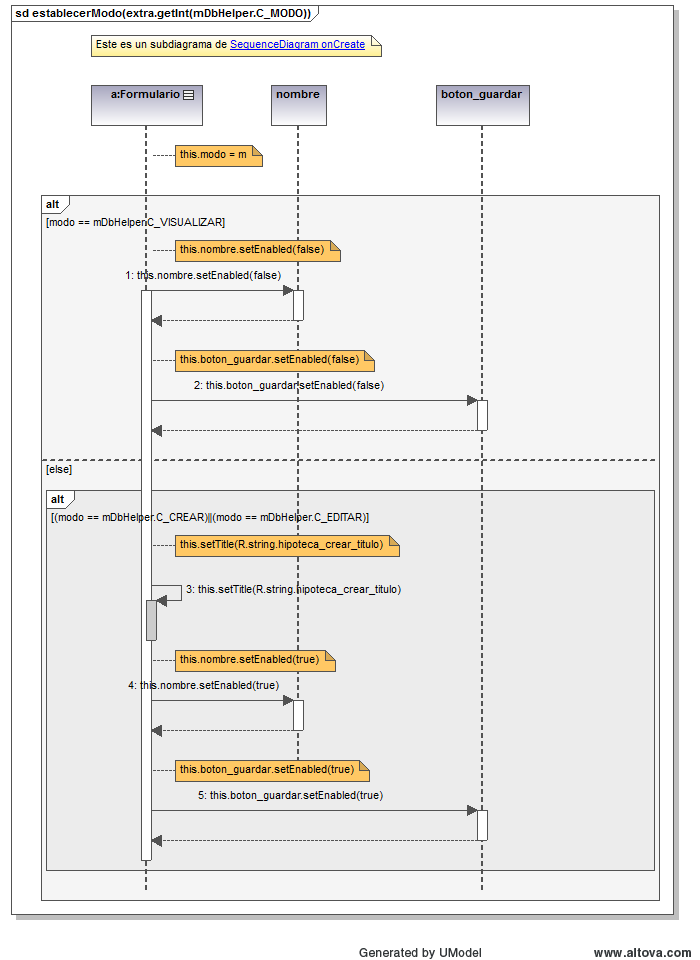 sd establecerModo(extra.getInt(mDbHelper.C_MODO))
Este es un subdiagrama de SequenceDiagram onCreate
a:Formulario
nombre
boton_guardar
this.modo = m
alt
[modo == mDbHelper.C_VISUALIZAR]
this.nombre.setEnabled(false)
1: this.nombre.setEnabled(false)
this.boton_guardar.setEnabled(false)
2: this.boton_guardar.setEnabled(false)
[else]
alt
[(modo == mDbHelper.C_CREAR)||(modo == mDbHelper.C_EDITAR)]
this.setTitle(R.string.hipoteca_crear_titulo)
3: this.setTitle(R.string.hipoteca_crear_titulo)
this.nombre.setEnabled(true)
4: this.nombre.setEnabled(true)
this.boton_guardar.setEnabled(true)
5: this.boton_guardar.setEnabled(true)
Generated by UModel
www.altova.com